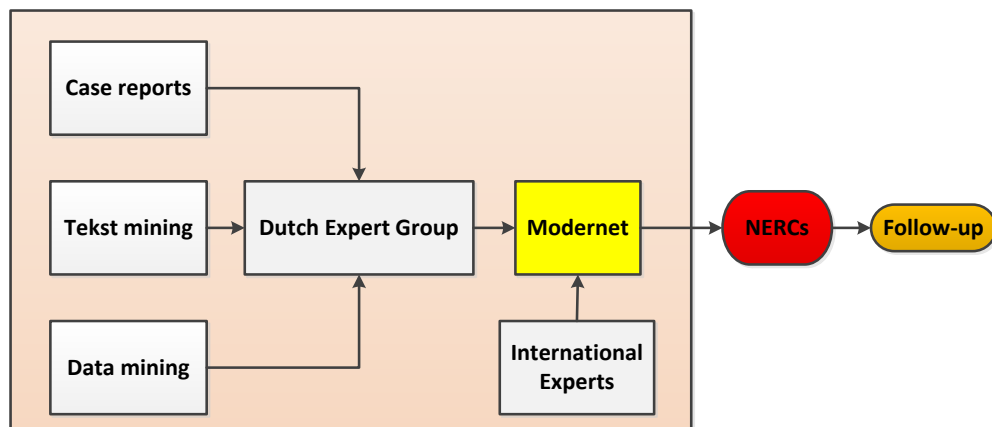 Case reports
Tekst mining
Dutch Expert Group
Modernet
NERCs
Follow-up
Data mining
International
Experts